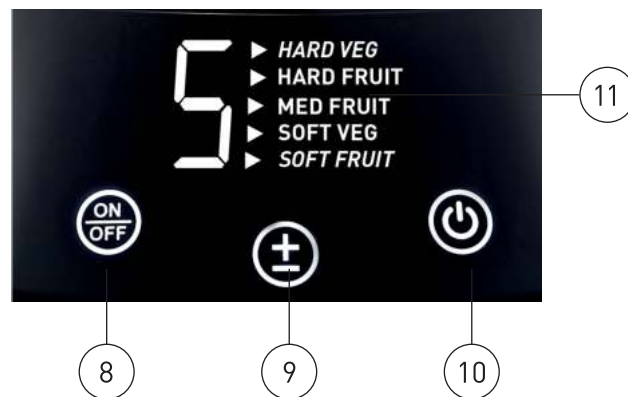 5
HARD VEG
HARD FRUIT
MED FRUIT
SOFT VEG
SOFT FRUIT
11
ON
OFF
±
8
9
10